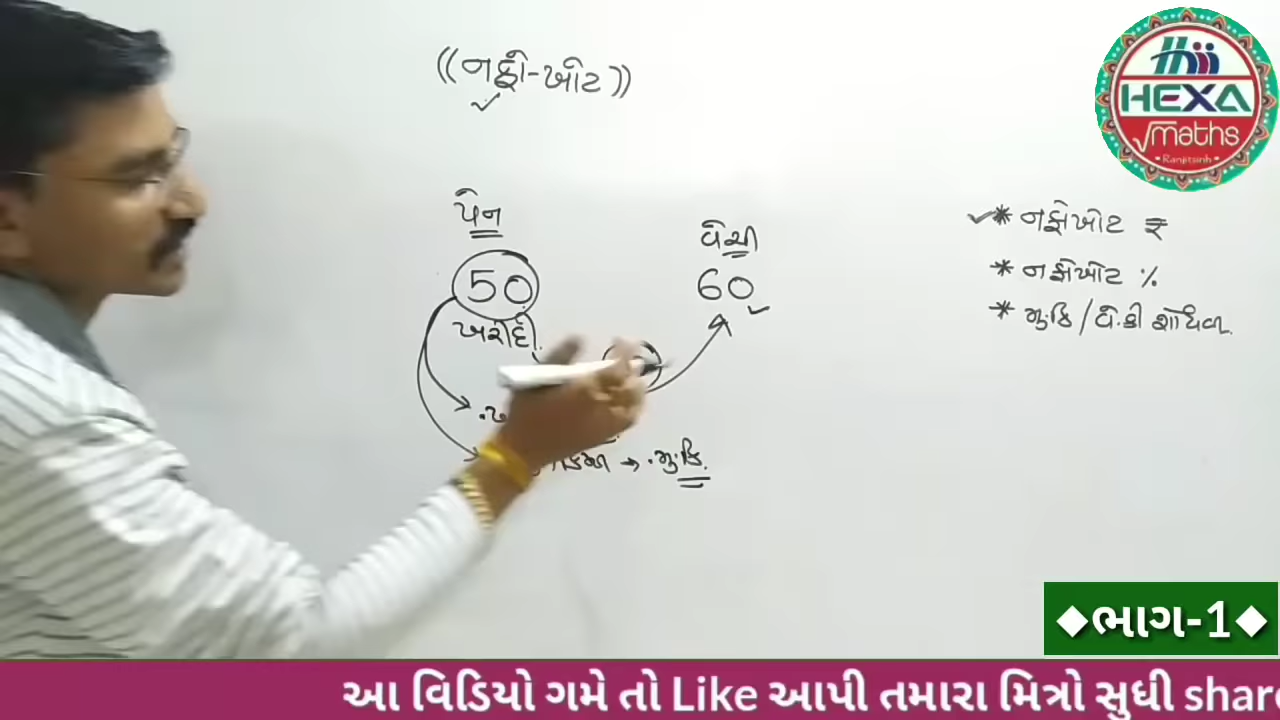 ((નફો-ખોટ))
HEXA
maths
Ranjitsinh
પેન
વેચી
50
60
ખરીદી
→ મુ.કિં.
* નફો ખોટ ₹
* નફો ખોટ %
* મુ.કિં / વે.કિં શોધવી
◆ભાગ-1◆
આ વિડિયો ગમે તો Like આપી તમારા મિત્રો સુધી share